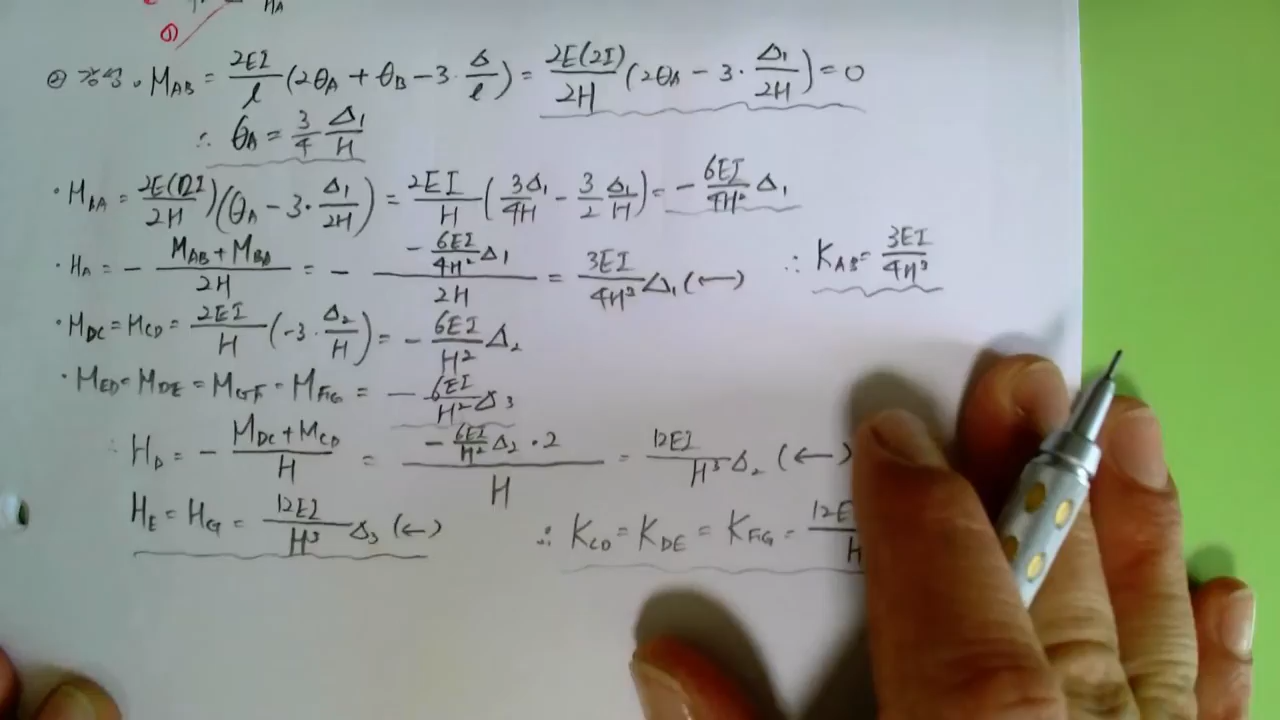 H_A
①
② 강성. M_AB = 2EI/l (2θ_A + θ_B - 3·Δ/l) = 2E(2I)/2H (2θ_A - 3·Δ₁/2H) = 0
∴ θ_A = 3/4 Δ₁/H
· M_BA = 2E(2I)/2H (θ_A - 3·Δ₁/2H) = 2EI/H (3Δ₁/4H - 3/2 Δ₁/H) = - 6EI/4H² Δ₁
· H_A = - (M_AB + M_BA)/2H = - (- 6EI/4H² Δ₁)/2H = 3EI/4H³ Δ₁ (←) ∴ K_AB = 3EI/4H³
· M_DC = M_CD = 2EI/H (-3·Δ₂/H) = - 6EI/H² Δ₂
· M_ED = M_DE = M_GF = M_FG = - 6EI/H² Δ₃
∴ H_D = - (M_DC + M_CD)/H = (- 6EI/H² Δ₂ · 2)/H = 12EI/H³ Δ₂ (←)
H_E = H_G = 12EI/H³ Δ₃ (←) ∴ K_CD = K_DE = K_FG = 12E/H